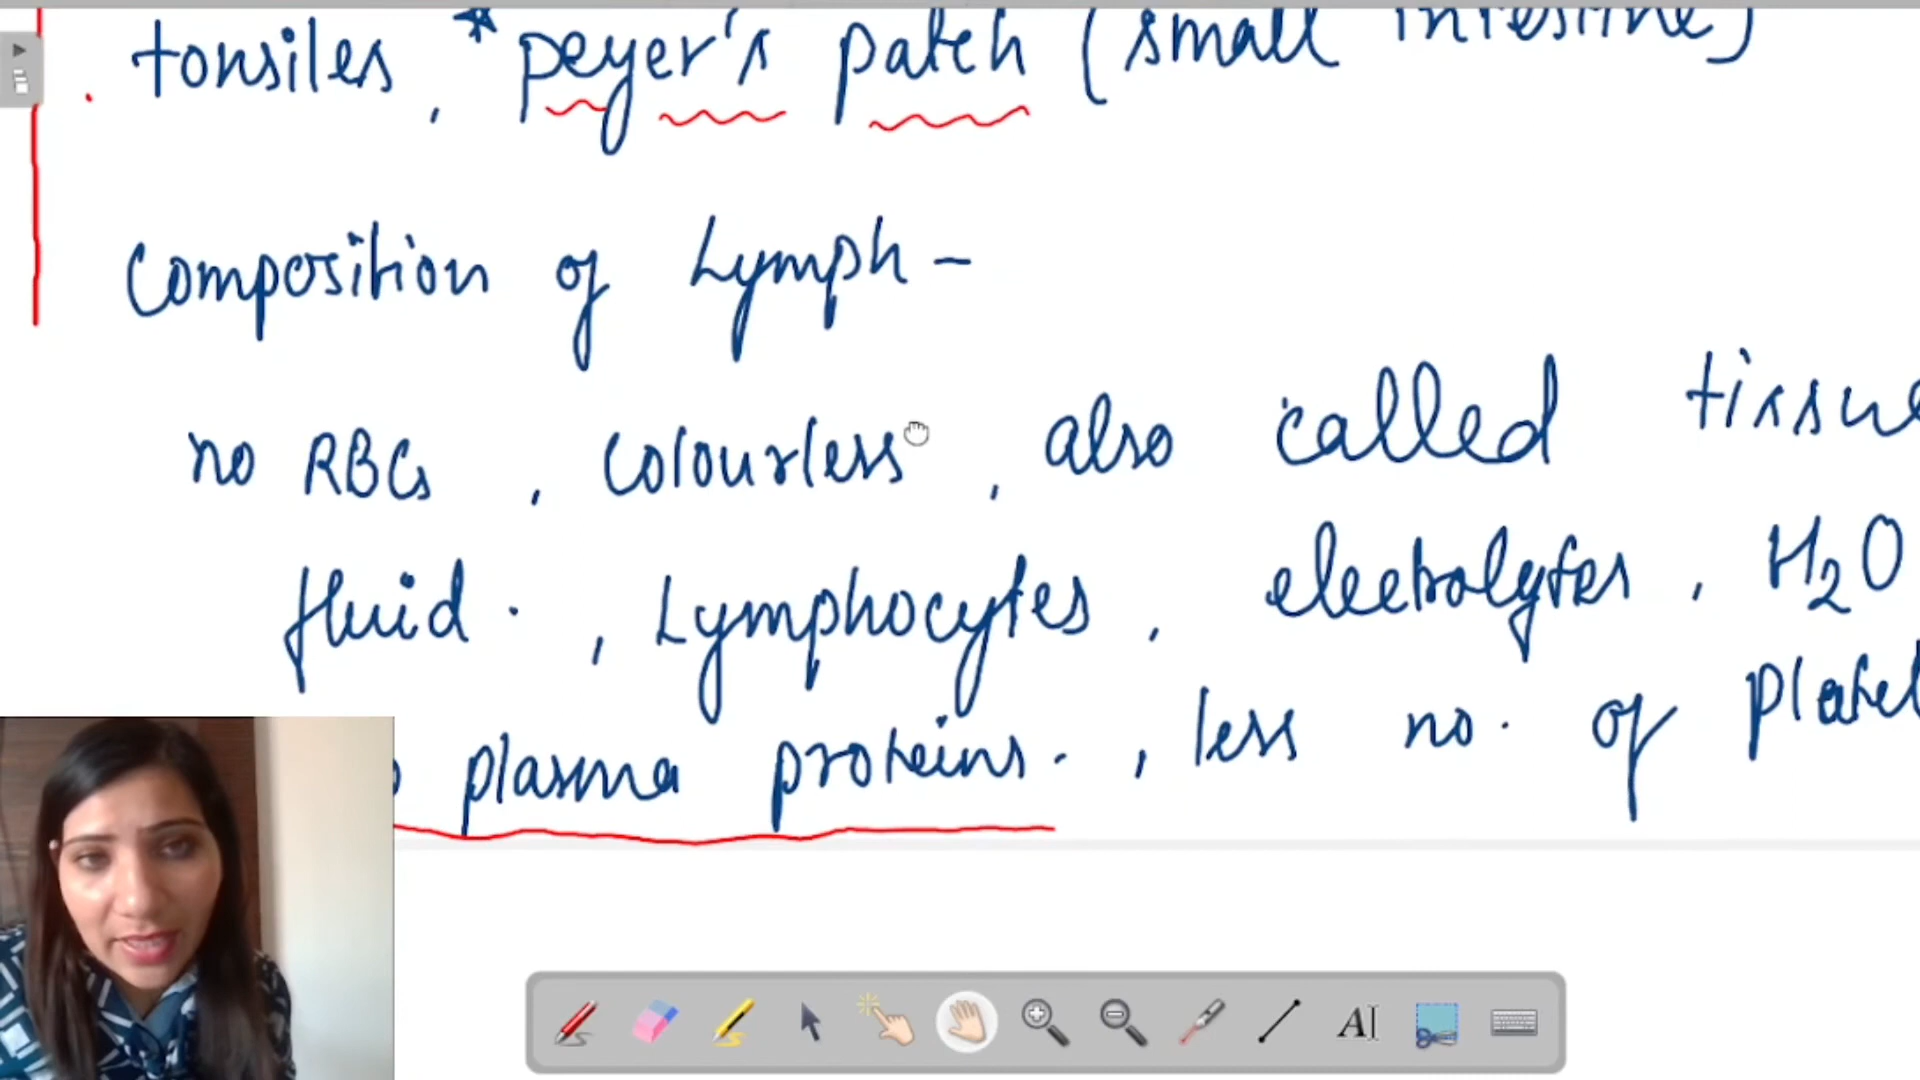 tonsiles, *peyer's patch (small intestine)
Composition of Lymph -
no RBCs, colourless, also called tissue
fluid., Lymphocytes, electrolytes, H₂O
plasma proteins., less no. of platel
AI